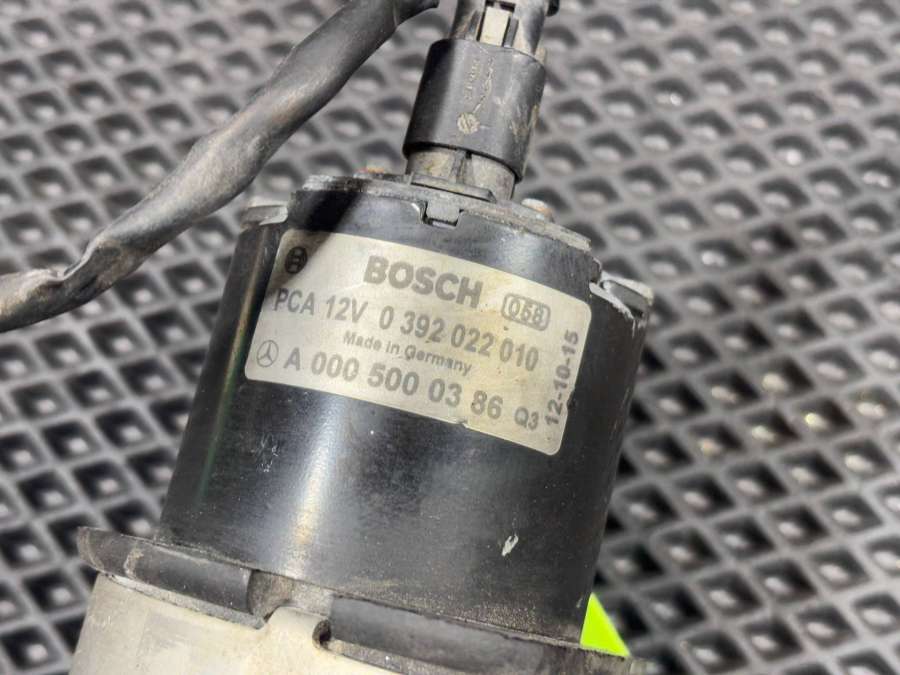 BOSCH 058
PCA 12V 0 392 022 010
Made in Germany
A 000 500 03 86 Q3
12-10-15